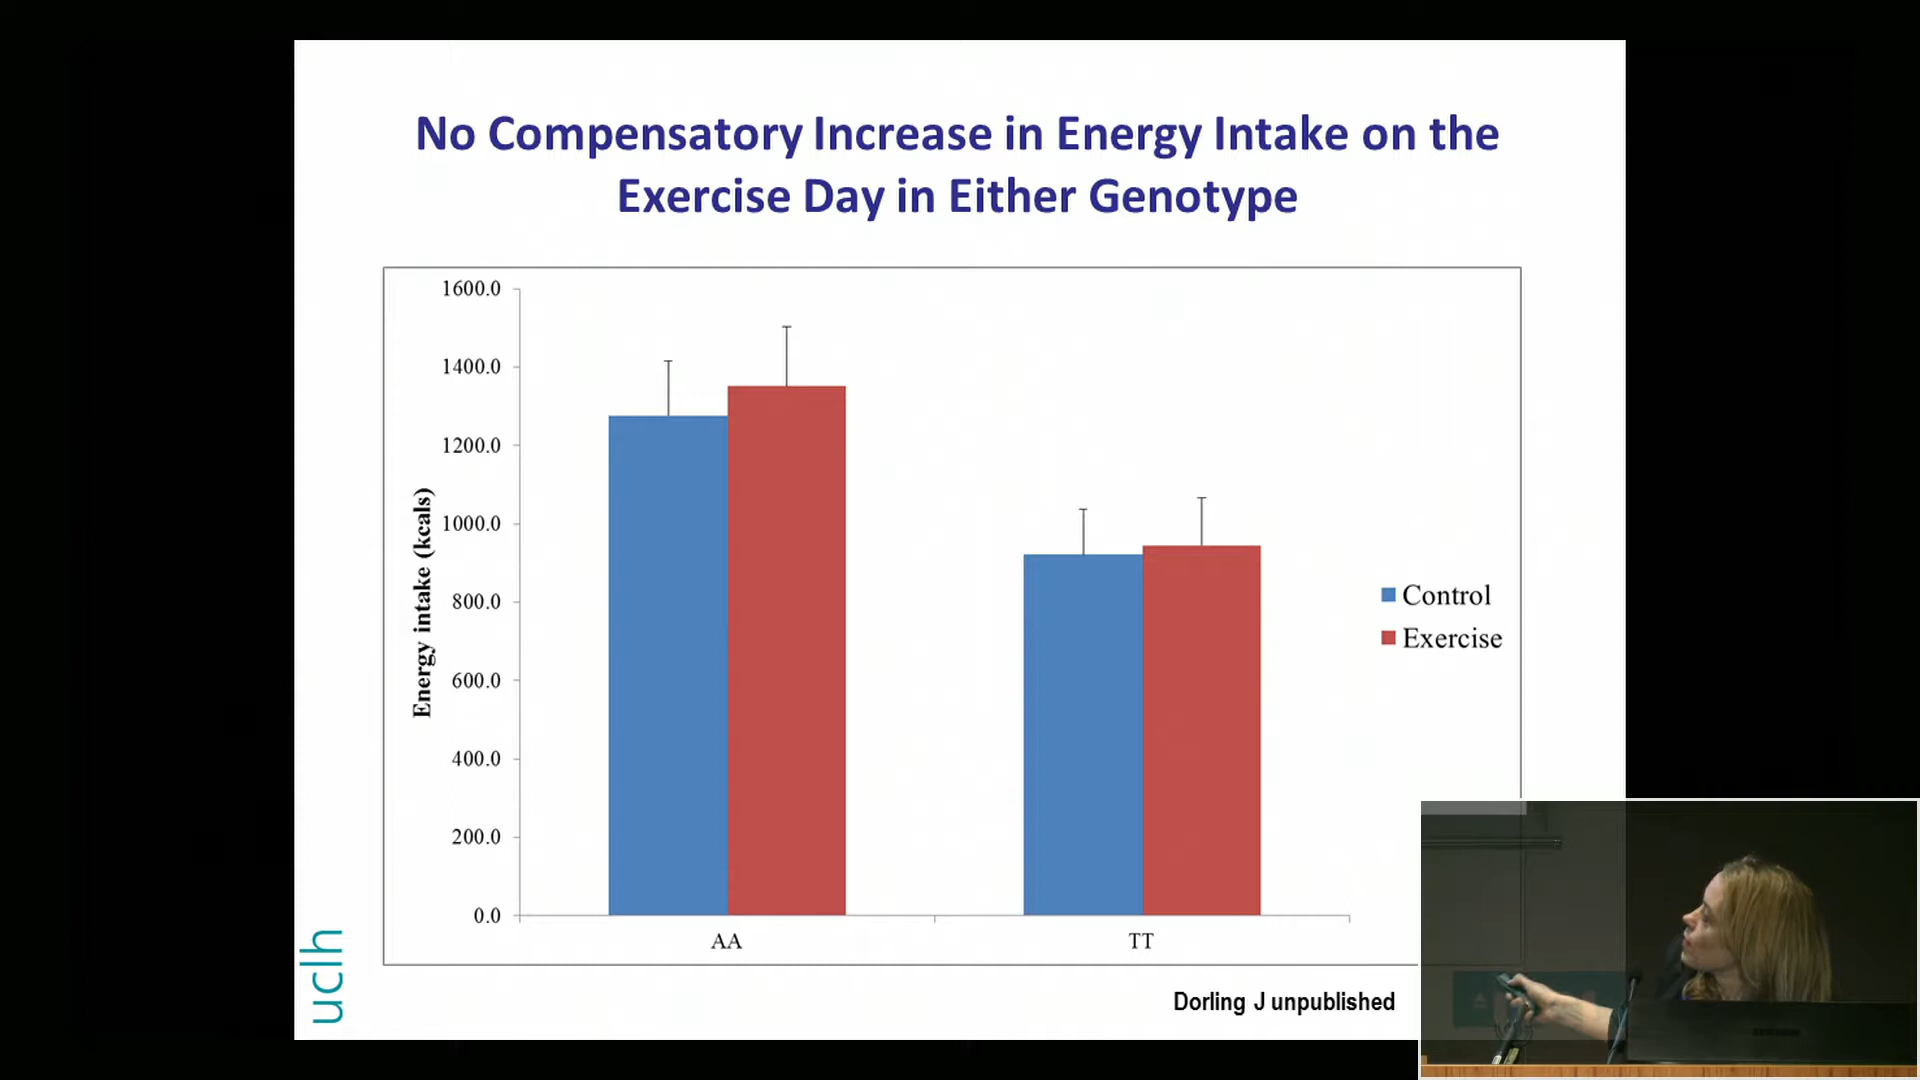 No Compensatory Increase in Energy Intake on the
Exercise Day in Either Genotype
1600.0
1400.0
1200.0
1000.0
800.0
600.0
400.0
200.0
0.0
Energy intake (kcals)
AA
TT
Control
Exercise
uclh
Dorling J unpublished